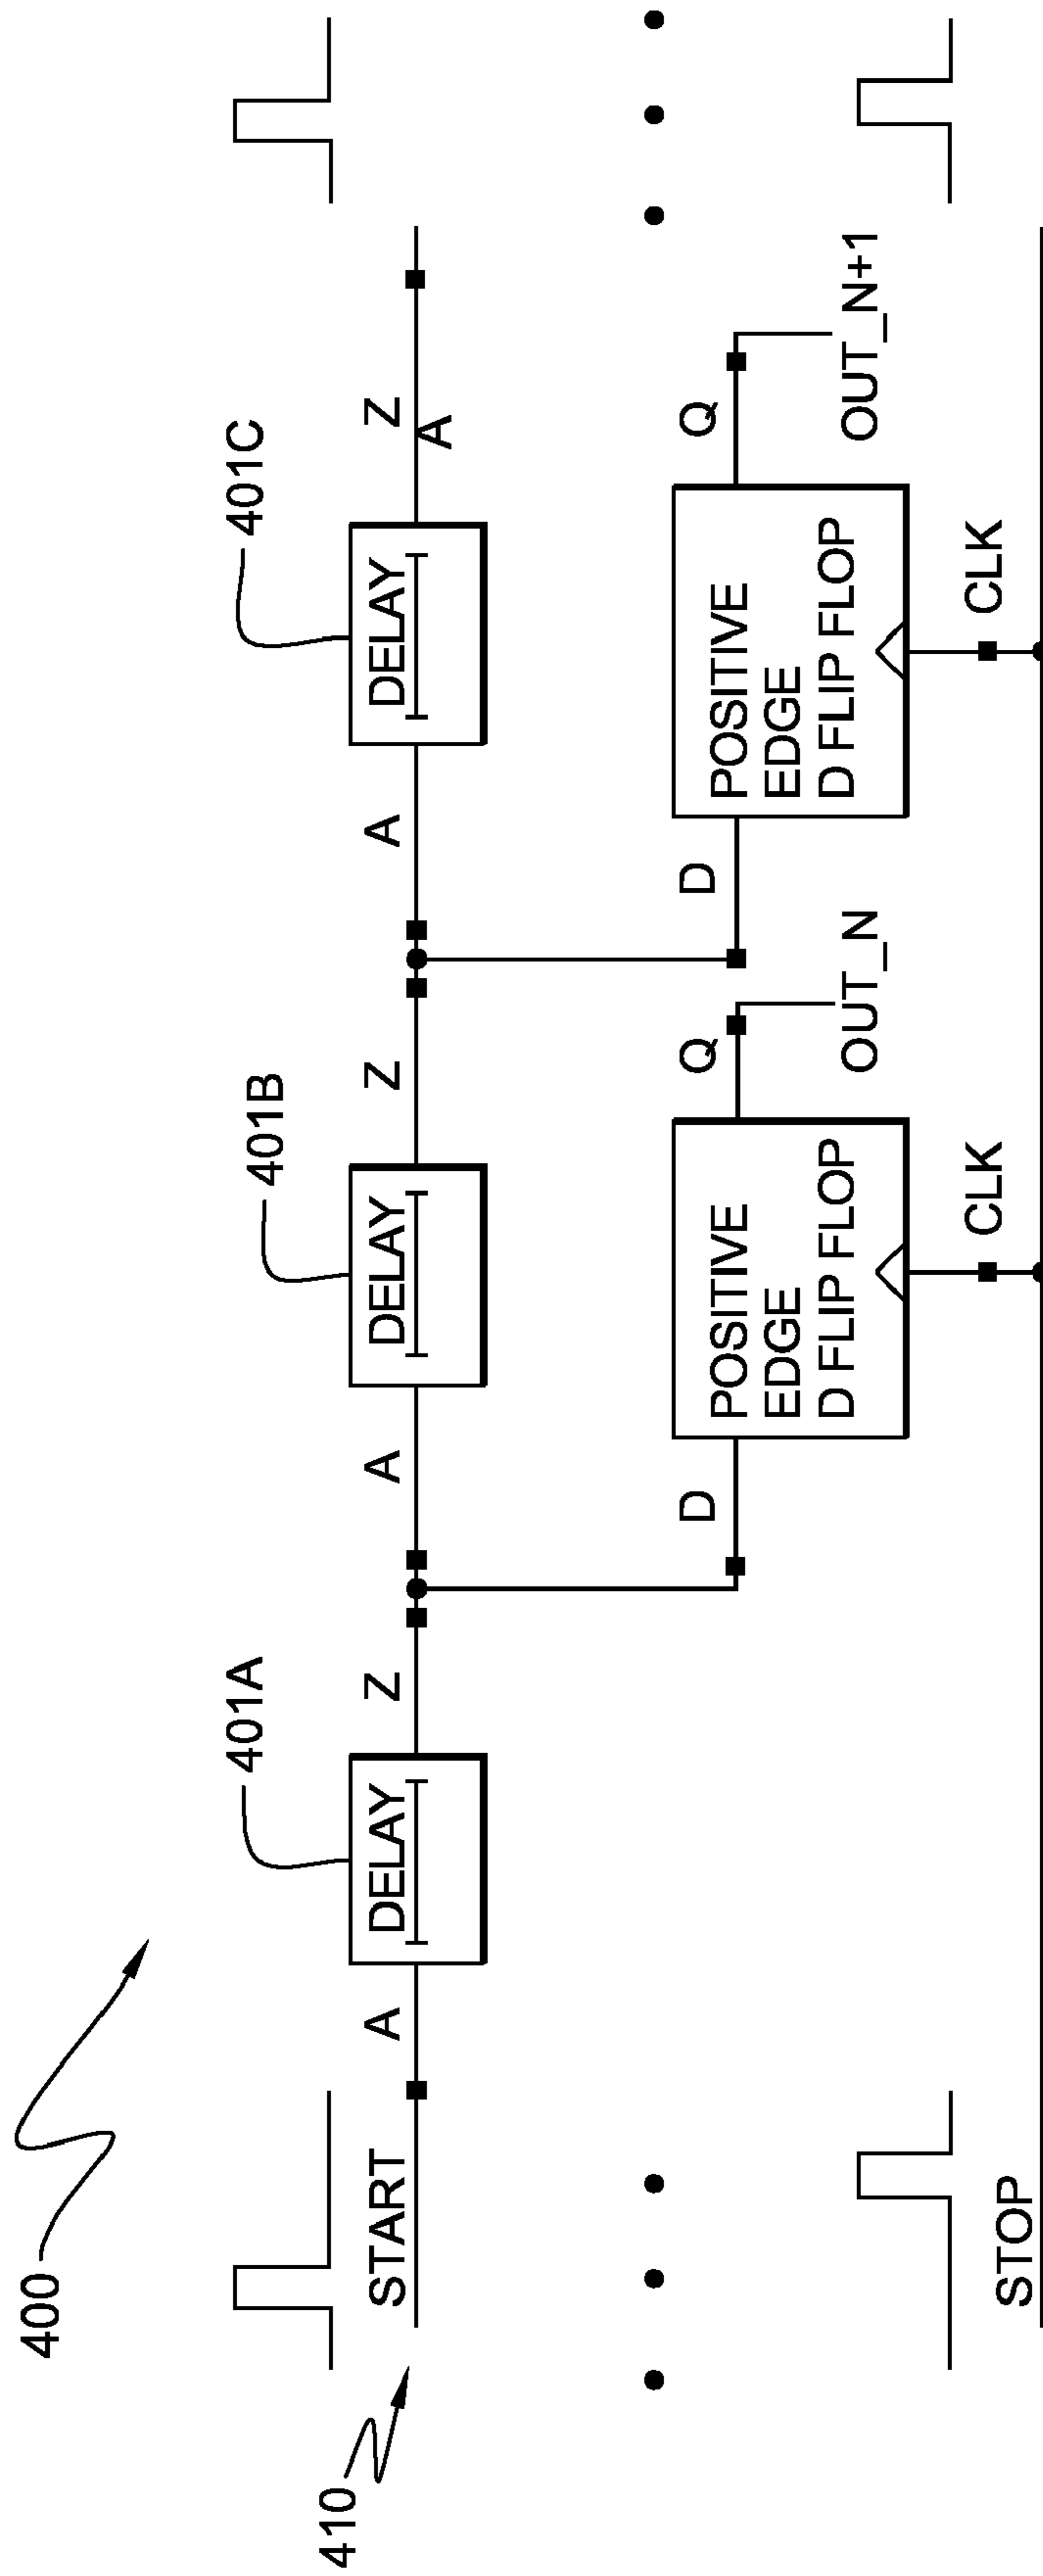 400
410
START
A
DELAY
401A
Z
A
DELAY
401B
Z
A
DELAY
401C
Z
A
D
POSITIVE
EDGE
D FLIP FLOP
Q
OUT_N
CLK
D
POSITIVE
EDGE
D FLIP FLOP
Q
OUT_N+1
CLK
STOP